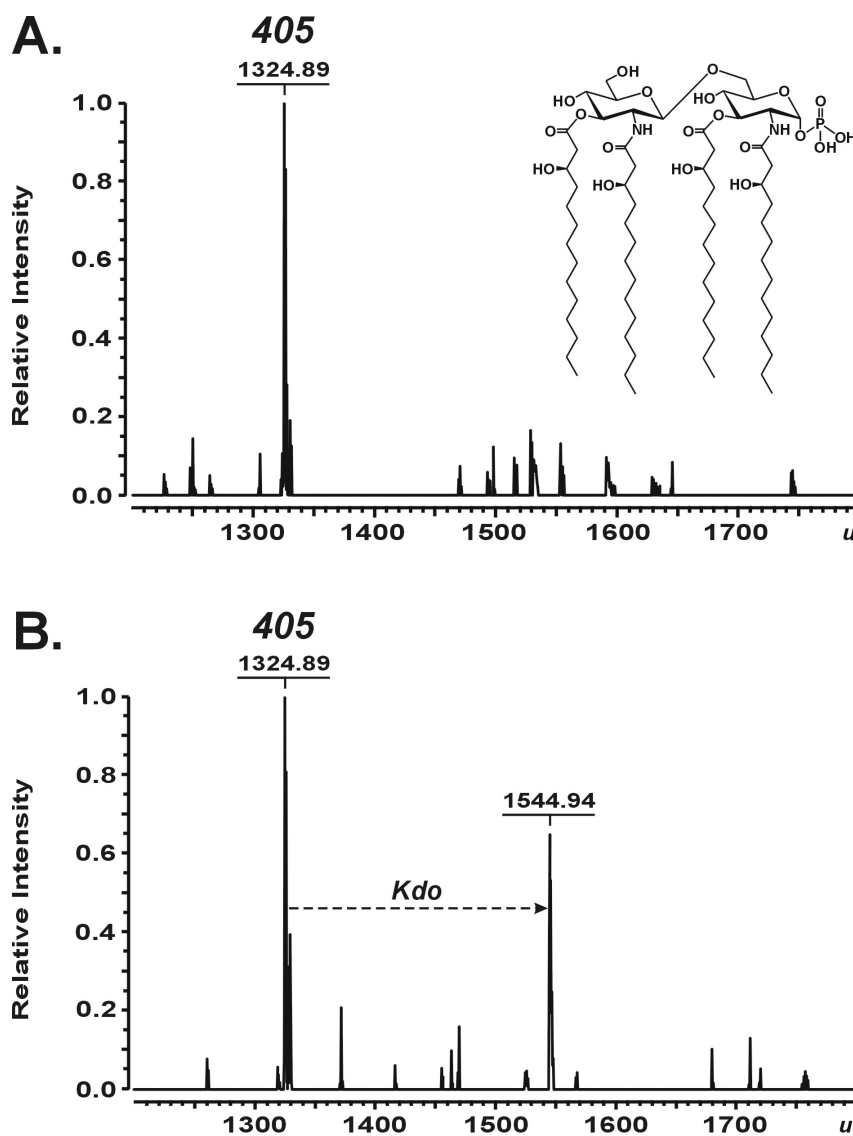 A.
405
1324.89
1.0
0.8
0.6
0.4
0.2
0.0
Relative Intensity
1300 1400 1500 1600 1700 u
OH
O
O
HO
O
NH
O
O
HO
HO
O
HO
O
O
NH
O
O
HO
HO
O
P
O
OH
OH
B.
405
1324.89
1544.94
Kdo
1.0
0.8
0.6
0.4
0.2
0.0
Relative Intensity
1300 1400 1500 1600 1700 u